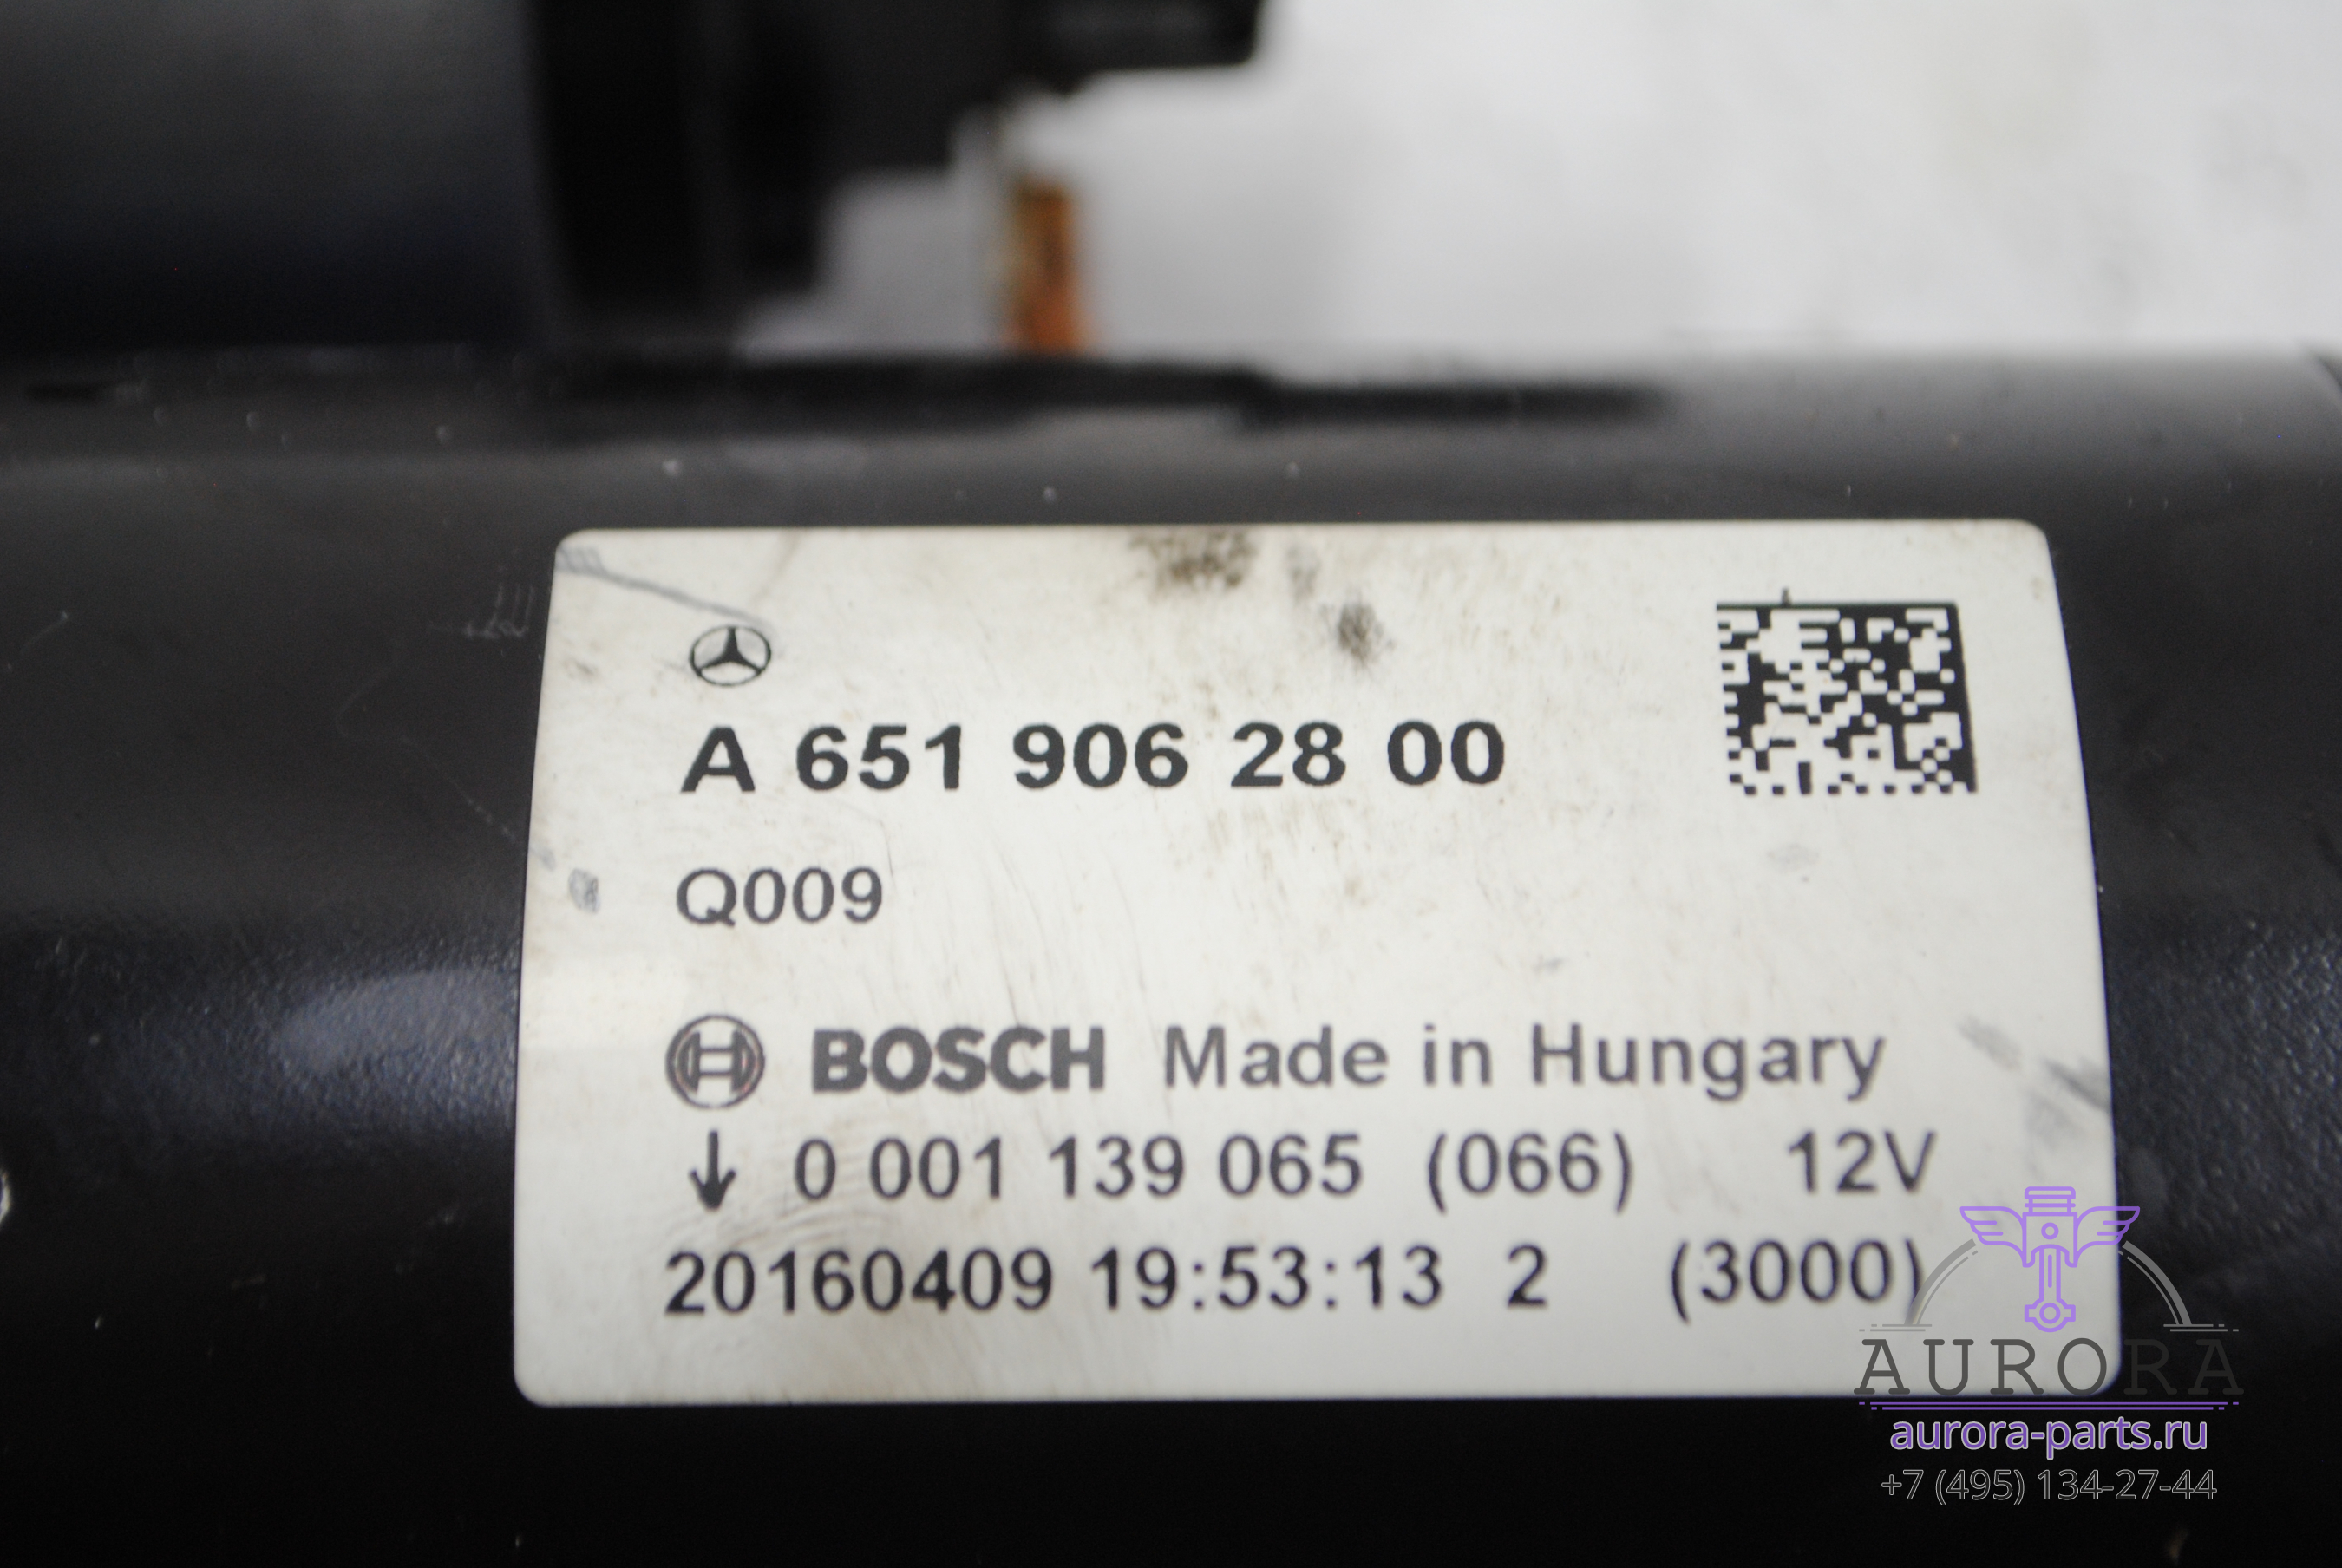 A 651 906 28 00
Q009
BOSCH Made in Hungary
↓ 0 001 139 065 (066) 12V
20160409 19:53:13 2 (3000)
AURORA
aurora-parts.ru
+7 (495) 134-27-44